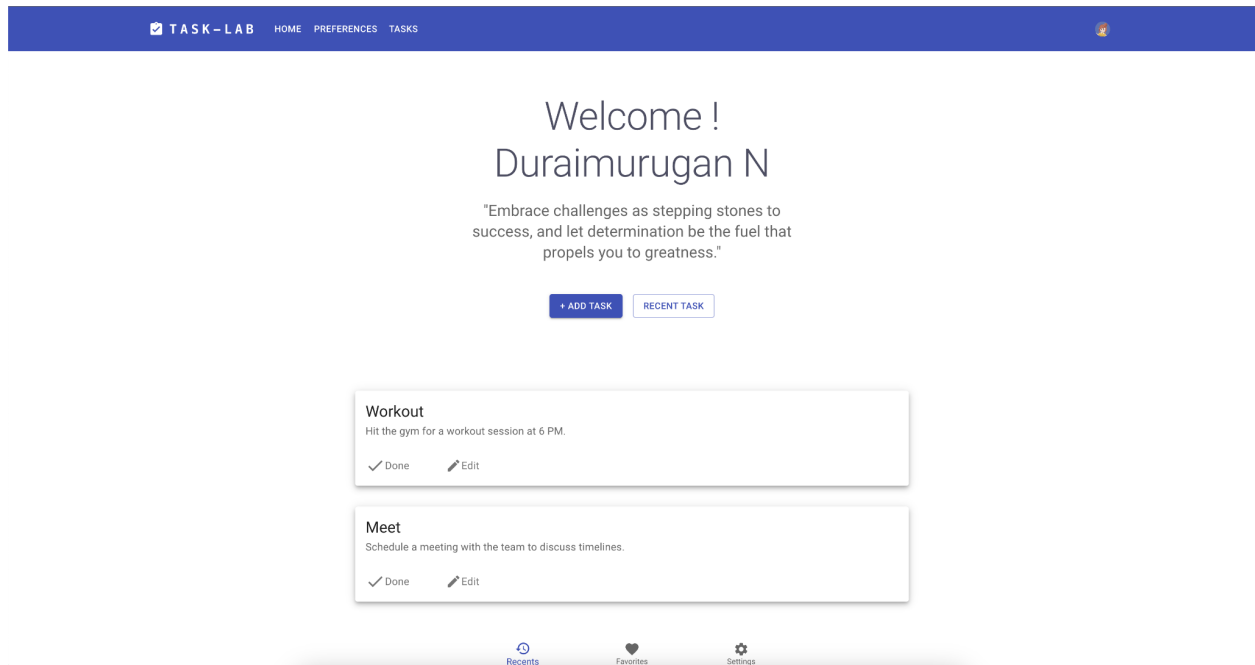 TASK-LAB HOME PREFERENCES TASKS
Welcome !
Duraimurugan N
"Embrace challenges as stepping stones to
success, and let determination be the fuel that
propels you to greatness."
+ ADD TASK RECENT TASK
Workout
Hit the gym for a workout session at 6 PM.
Done Edit
Meet
Schedule a meeting with the team to discuss timelines.
Done Edit
Recents Favorites Settings